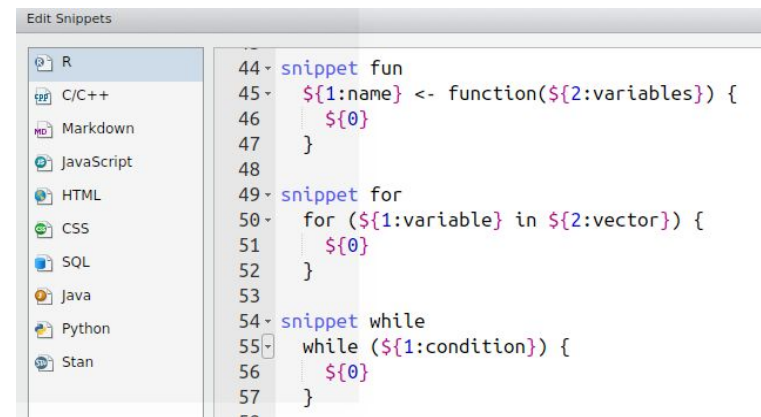 Edit Snippets
R
C/C++
Markdown
JavaScript
HTML
CSS
SQL
Java
Python
Stan
44 snippet fun
45 ${1:name} <- function(${2:variables}) {
46 ${0}
47 }
48
49 snippet for
50 for (${1:variable} in ${2:vector}) {
51 ${0}
52 }
53
54 snippet while
55 while (${1:condition}) {
56 ${0}
57 }